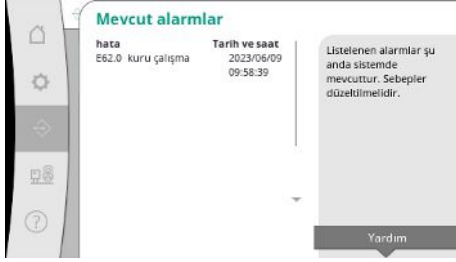 Mevcut alarmlar
hata Tarih ve saat
E62.0 kuru çalışma 2023/06/09
09:58:39
Listelenen alarmlar şu
anda sistemde
mevcuttur. Sebepler
düzeltilmelidir.
Yardım